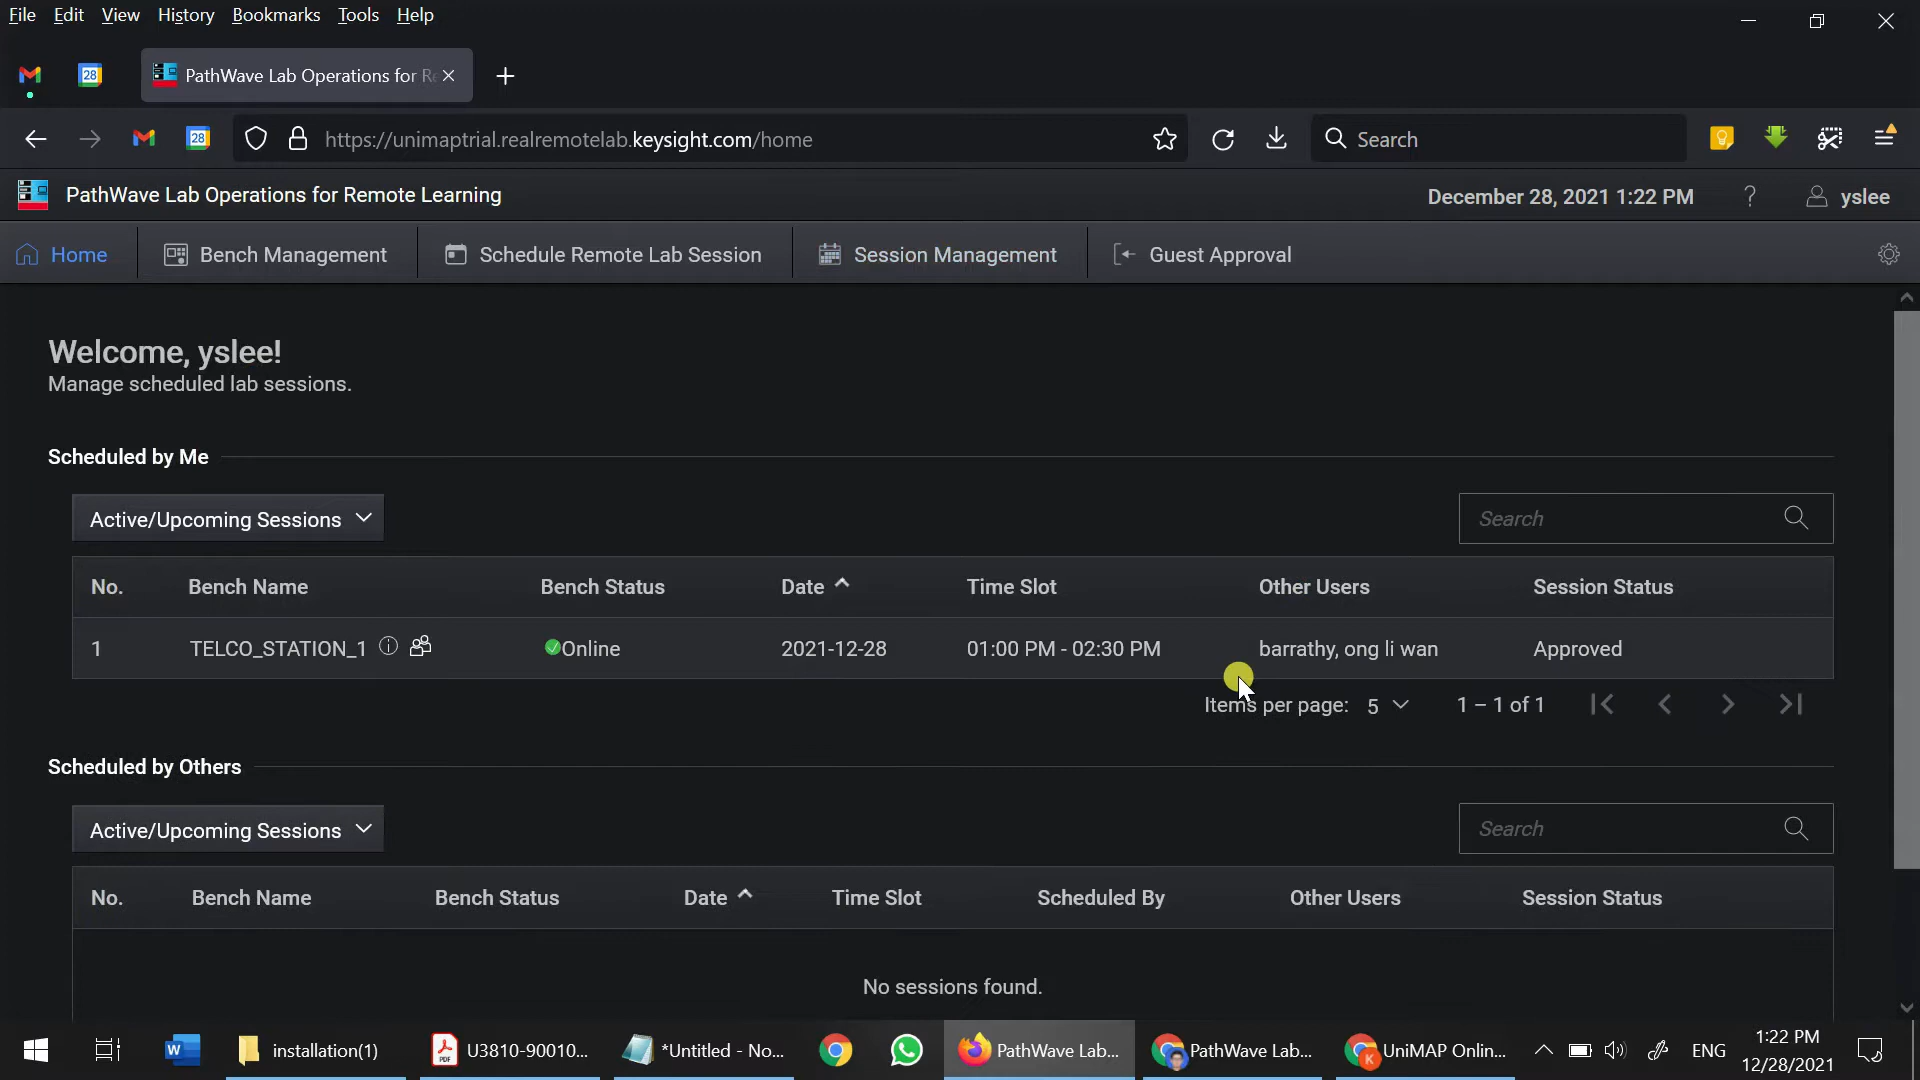 File Edit View History Bookmarks Tools Help
28 PathWave Lab Operations for Re
28 https://unimaptrial.realremotelab.keysight.com/home Search
PathWave Lab Operations for Remote Learning December 28, 2021 1:22 PM ? yslee
Home Bench Management Schedule Remote Lab Session Session Management Guest Approval
Welcome, yslee!
Manage scheduled lab sessions.
Scheduled by Me
Active/Upcoming Sessions Search
No. Bench Name Bench Status Date Time Slot Other Users Session Status
1 TELCO_STATION_1 Online 2021-12-28 01:00 PM - 02:30 PM barrathy, ong li wan Approved
Items per page: 5 1 – 1 of 1
Scheduled by Others
Active/Upcoming Sessions Search
No. Bench Name Bench Status Date Time Slot Scheduled By Other Users Session Status
No sessions found.
W installation(1) PDF U3810-90010... *Untitled - No... PathWave Lab... PathWave Lab... K UniMAP Onlin... ENG 1:22 PM
12/28/2021